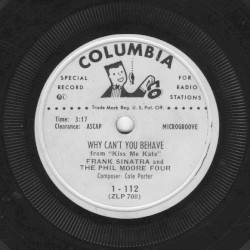 COLUMBIA
SPECIAL RECORD
FOR RADIO STATIONS
Trade Mark Reg. U. S. Pat. Off.
Time: 3:17
Clearance: ASCAP
MICROGROOVE
WHY CAN'T YOU BEHAVE
from "Kiss Me Kate"
FRANK SINATRA and
THE PHIL MOORE FOUR
Composer: Cole Porter
1 - 112
(ZLP 708)